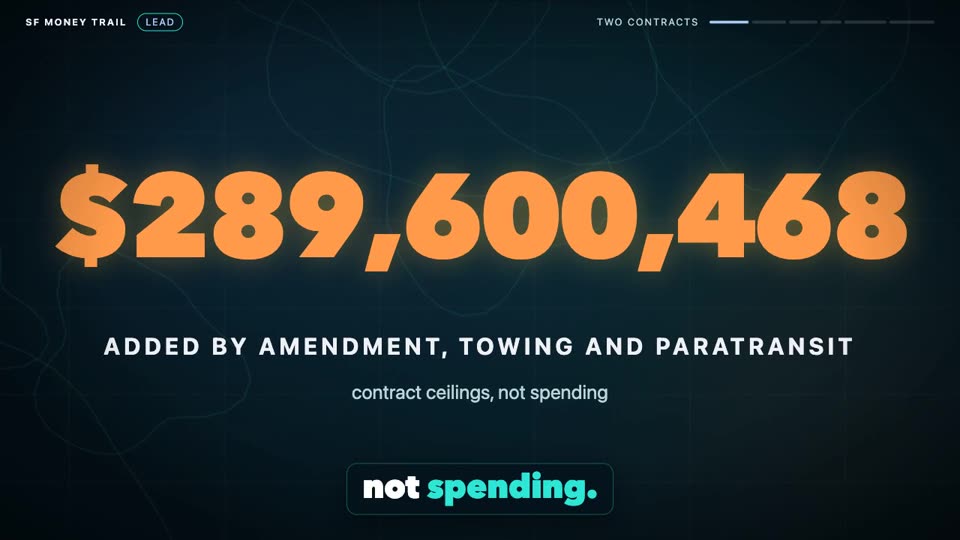 SF MONEY TRAIL LEAD TWO CONTRACTS
$289,600,468
ADDED BY AMENDMENT, TOWING AND PARATRANSIT
contract ceilings, not spending
not spending.